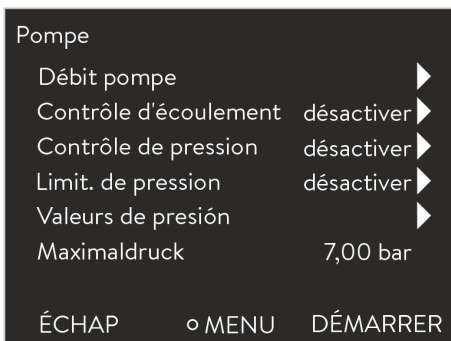 Pompe
Débit pompe
Contrôle d'écoulement désactiver
Contrôle de pression désactiver
Limit. de pression désactiver
Valeurs de presión
Maximaldruck 7,00 bar
ÉCHAP MENU DÉMARRER